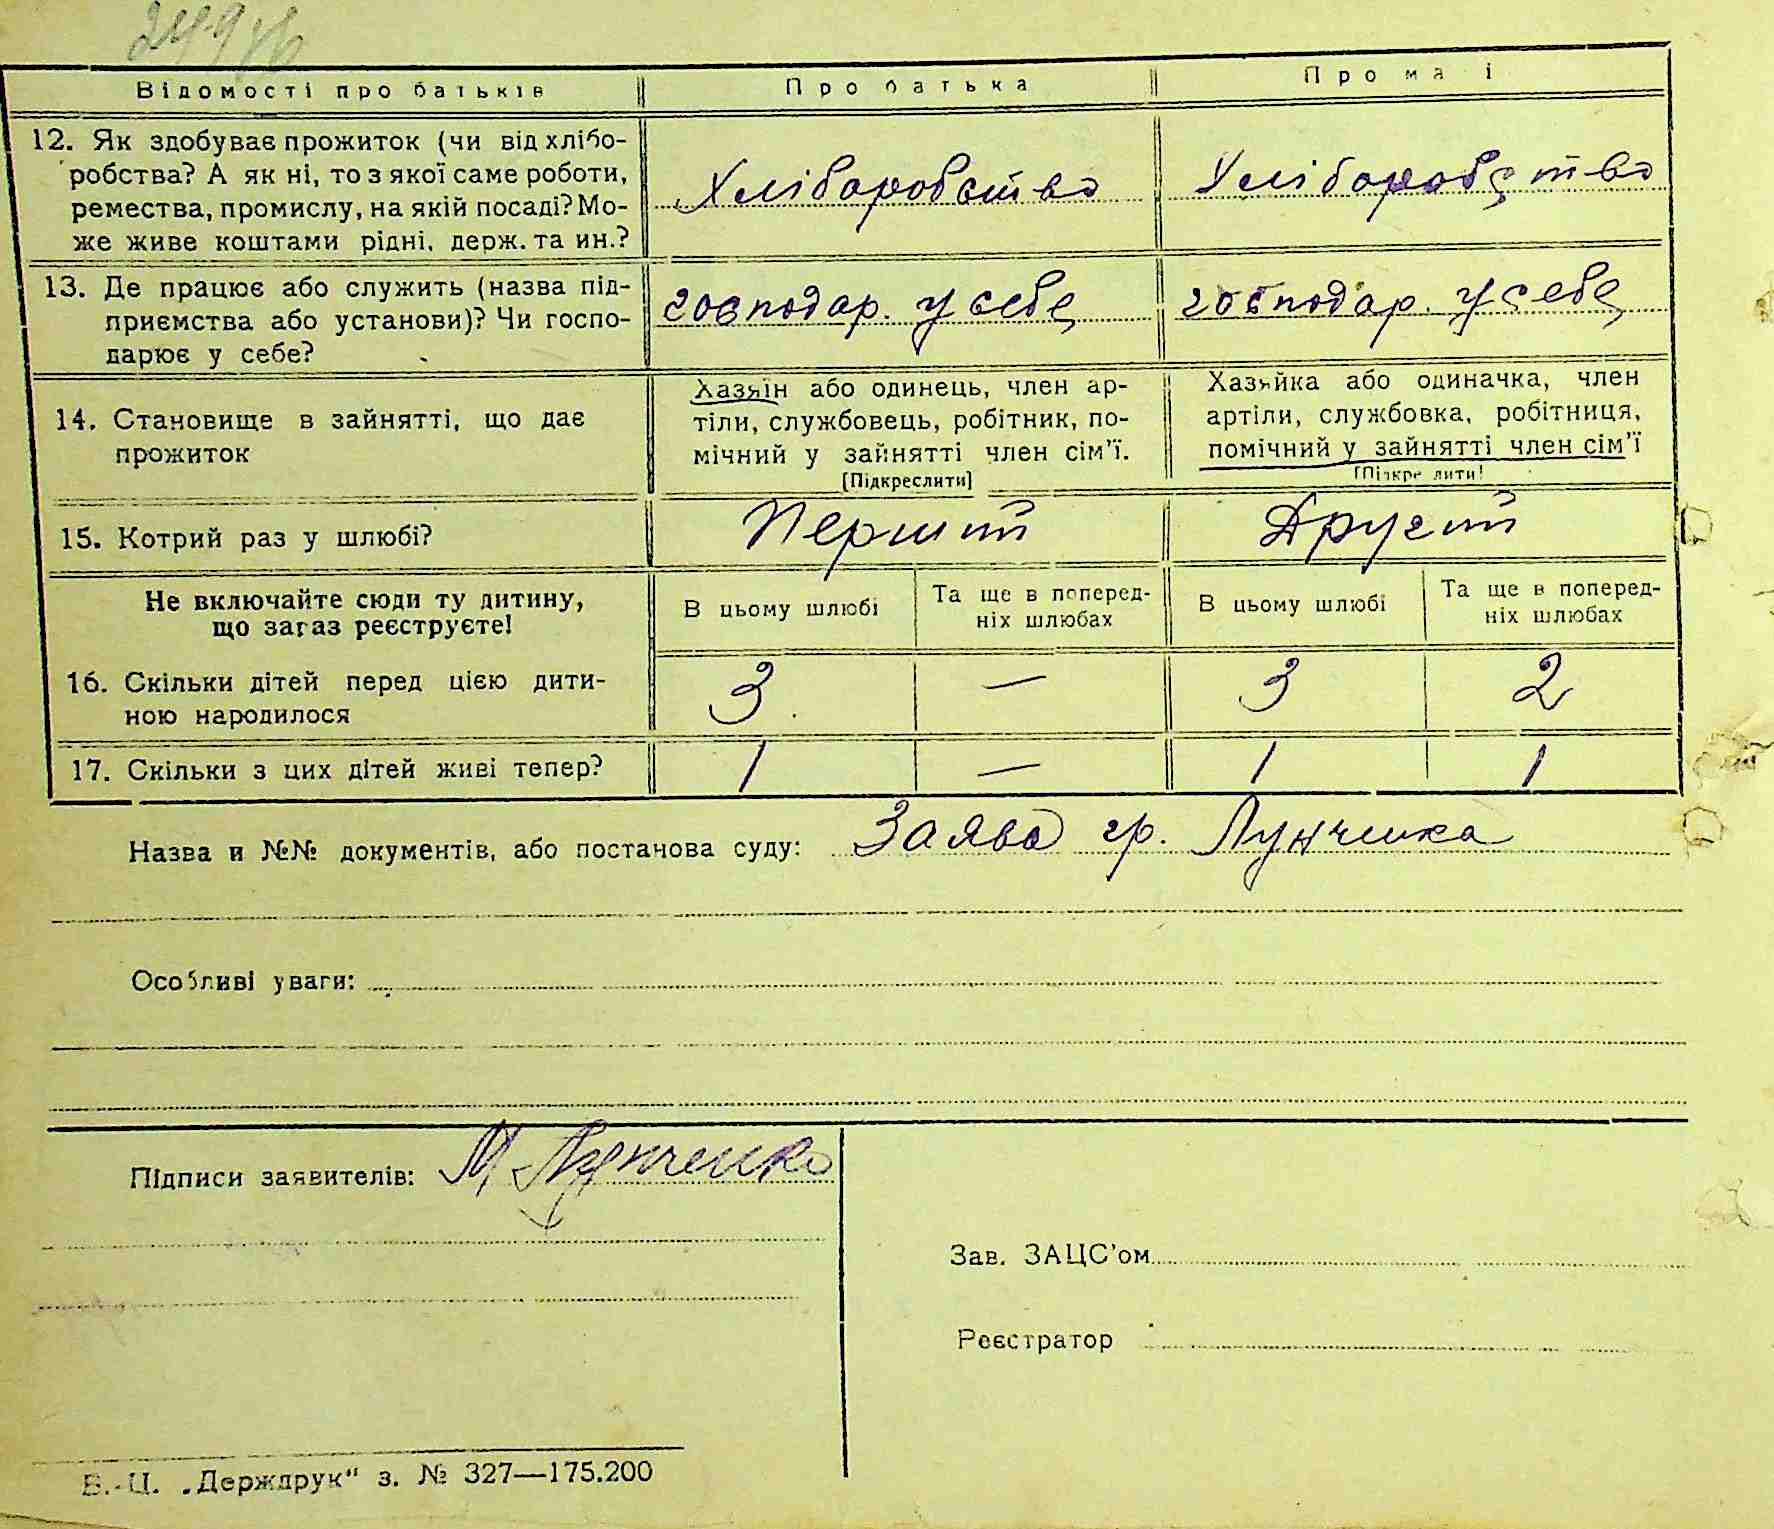 Відомості про батьків Про батька Про ма і
12. Як здобуває прожиток (чи від хлібо-
робства? А як ні, то з якої саме роботи,
ремества, промислу, на якій посаді? Мо-
же живе коштами рідні, держ. та ин.?
Хліборобство Хліборобство
13. Де працює або служить (назва під-
приємства або установи)? Чи госпо-
дарює у себе?
господар. у себе господар. у себе
14. Становище в зайнятті, що дає
прожиток
Хазяїн або одинець, член ар-
тіли, службовець, робітник, по-
мічний у зайнятті член сім'ї.
(Підкреслити)
Хазяйка або одиначка, член
артіли, службовка, робітниця,
помічний у зайнятті член сім'ї
(Підкреслити)
15. Котрий раз у шлюбі? Перший Другий
Не включайте сюди ту дитину,
що зараз реєструєте!
В цьому шлюбі
Та ще в поперед-
ніх шлюбах
В цьому шлюбі
Та ще в поперед-
ніх шлюбах
16. Скільки дітей перед цією дити-
ною народилося
3 — 3 2
17. Скільки з цих дітей живі тепер? 1 — 1 1
Назва и №№ документів, або постанова суду: Заява гр. Лунченка
Особливі уваги:
Підписи заявителів: М Лунченко
Зав. ЗАЦС'ом
Реєстратор
В.-Ц. „Держдрук" з. № 327—175.200